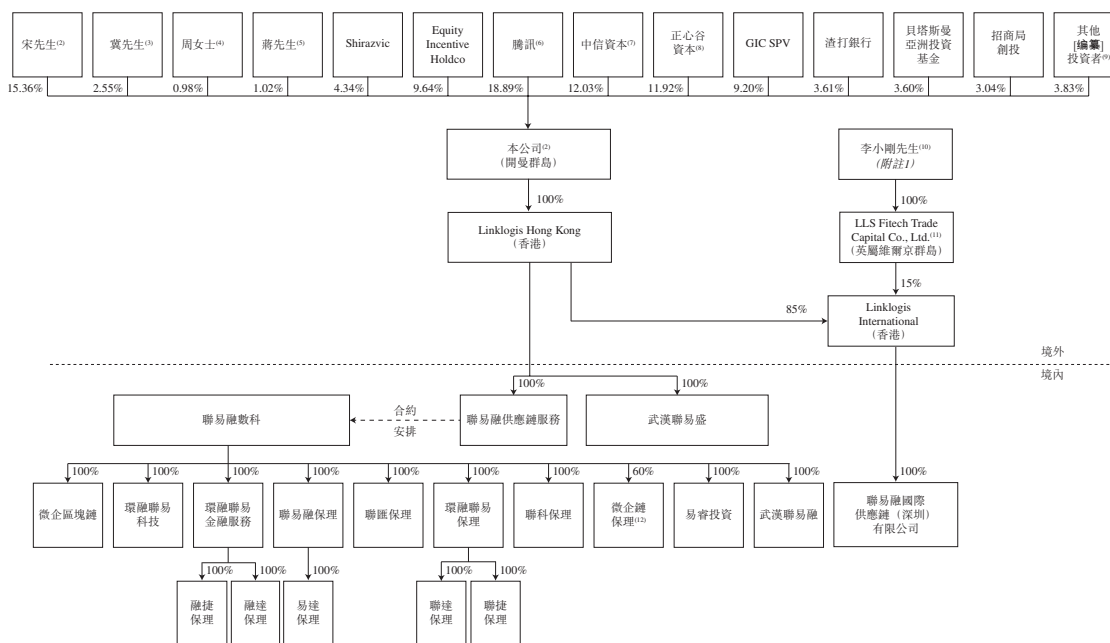 宋先生(2)
冀先生(3)
周女士(4)
蔣先生(5)
Shirazvic
Equity
Incentive
Holdco
騰訊(6)
中信資本(7)
正心谷
資本(8)
GIC SPV
渣打銀行
貝塔斯曼
亞洲投資
基金
招商局
創投
其他
[編纂]
投資者(9)
15.36%
2.55%
0.98%
1.02%
4.34%
9.64%
18.89%
12.03%
11.92%
9.20%
3.61%
3.60%
3.04%
3.83%
本公司(2)
(開曼群島)
李小剛先生(10)
(附註1)
100%
100%
Linklogis Hong Kong
(香港)
LLS Fitech Trade
Capital Co., Ltd.(11)
(英屬維爾京群島)
15%
85%
Linklogis
International
(香港)
境外
境內
100%
100%
聯易融數科
合約
安排
聯易融供應鏈服務
武漢聯易盛
100%
100%
100%
100%
100%
100%
100%
60%
100%
100%
100%
微企區塊鏈
環融聯易
科技
環融聯易
金融服務
聯易融保理
聯匯保理
環融聯易
保理
聯科保理
微企鏈
保理(12)
易睿投資
武漢聯易融
聯易融國際
供應鏈(深圳)
有限公司
100%
100%
100%
100%
100%
融捷
保理
融達
保理
易達
保理
聯達
保理
聯捷
保理